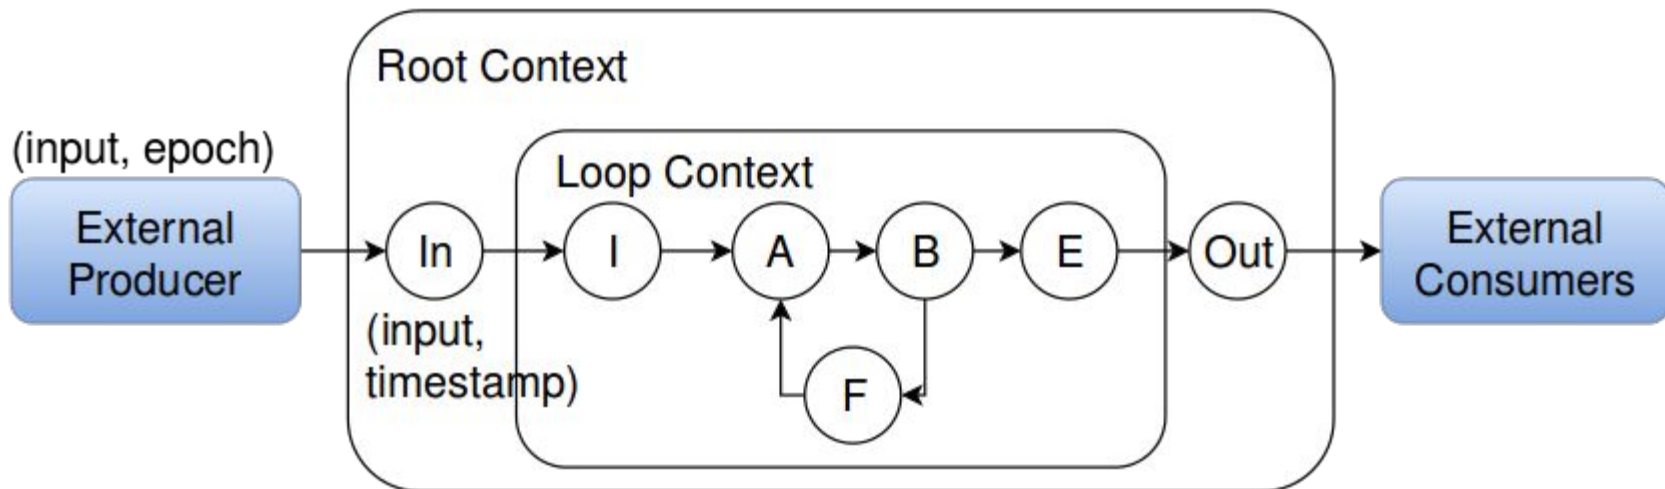 Root Context
(input, epoch)
Loop Context
External
Producer
In
I
A
B
E
Out
External
Consumers
(input,
timestamp)
F